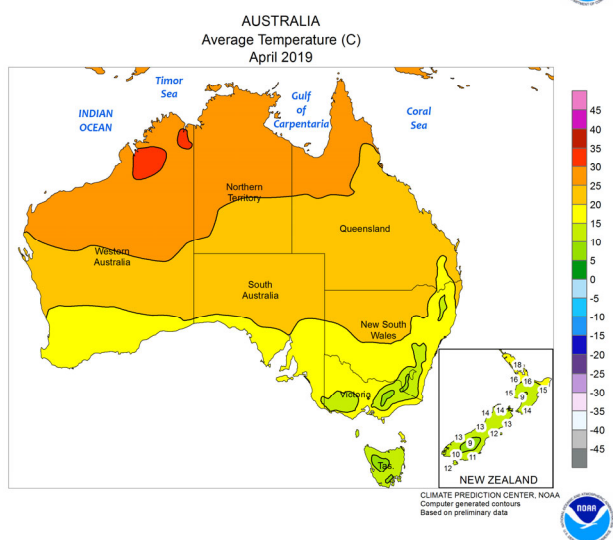 AUSTRALIA
Average Temperature (C)
April 2019
Timor
Sea
Gulf
of
Carpentaria
INDIAN
OCEAN
Coral
Sea
Northern
Territory
Queensland
Western
Australia
South
Australia
New South
Wales
Victoria
Tas.
45
40
35
30
25
20
15
10
5
0
-5
-10
-15
-20
-25
-30
-35
-40
-45
18
16 16
15 9 15
14 14 14
13 13
12
13
9
10 11
12
NEW ZEALAND
CLIMATE PREDICTION CENTER, NOAA
Computer generated contours
Based on preliminary data
NOAA